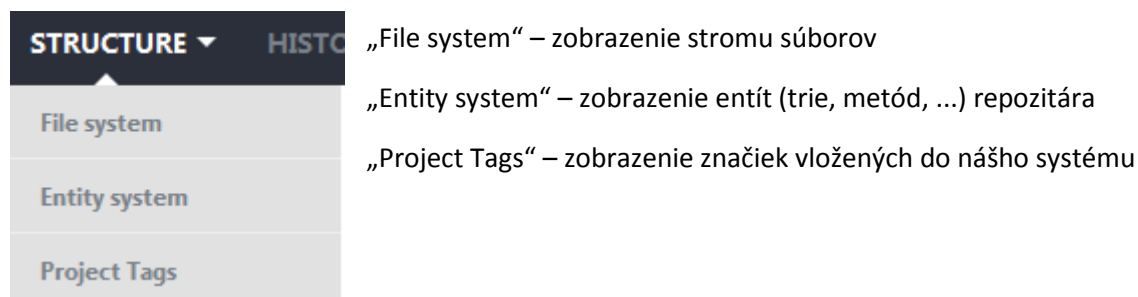 STRUCTURE HISTO
File system
Entity system
Project Tags
„File system“ – zobrazenie stromu súborov
„Entity system“ – zobrazenie entít (trie, metód, ...) repozitára
„Project Tags“ – zobrazenie značiek vložených do nášho systému